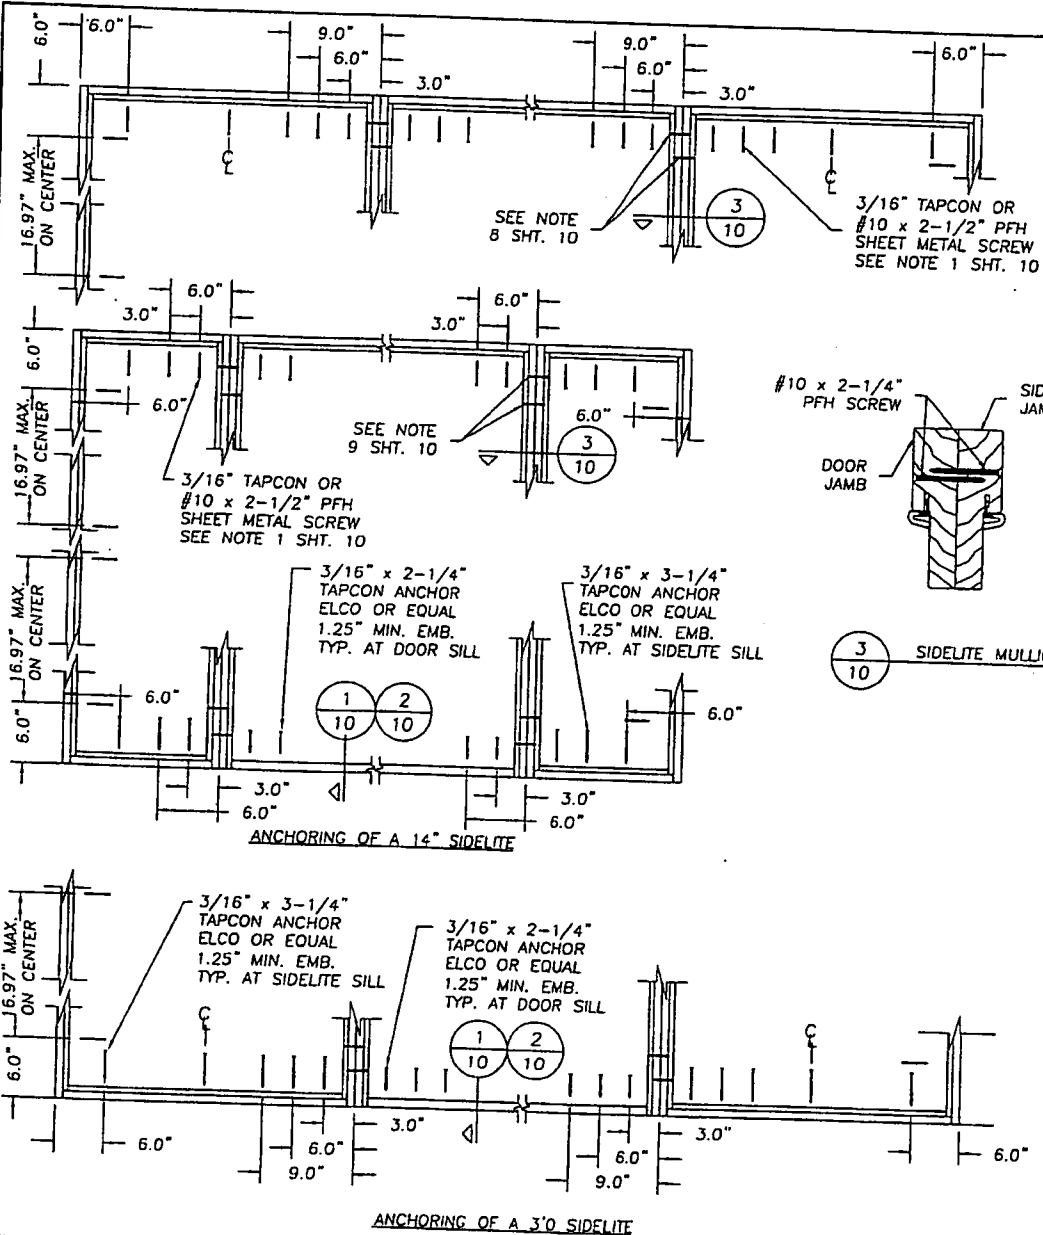 6.0"
6.0"
9.0"
6.0"
3.0"
9.0"
6.0"
3.0"
6.0"
16.97" MAX.
ON CENTER
℄
℄
SEE NOTE
8 SHT. 10
3
10
3/16" TAPCON OR
#10 x 2-1/2" PFH
SHEET METAL SCREW
SEE NOTE 1 SHT. 10
6.0"
3.0"
6.0"
3.0"
6.0"
6.0"
16.97" MAX.
ON CENTER
6.0"
SEE NOTE
9 SHT. 10
3
10
3/16" TAPCON OR
#10 x 2-1/2" PFH
SHEET METAL SCREW
SEE NOTE 1 SHT. 10
#10 x 2-1/4"
PFH SCREW
DOOR
JAMB
3
10
16.97" MAX.
ON CENTER
6.0"
6.0"
3/16" x 2-1/4"
TAPCON ANCHOR
ELCO OR EQUAL
1.25" MIN. EMB.
TYP. AT DOOR SILL
3/16" x 3-1/4"
TAPCON ANCHOR
ELCO OR EQUAL
1.25" MIN. EMB.
TYP. AT SIDELITE SILL
SIDELITE
1
10
2
10
6.0"
3.0"
6.0"
3.0"
6.0"
ANCHORING OF A 14" SIDELITE
16.97" MAX.
ON CENTER
6.0"
3/16" x 3-1/4"
TAPCON ANCHOR
ELCO OR EQUAL
1.25" MIN. EMB.
TYP. AT SIDELITE SILL
3/16" x 2-1/4"
TAPCON ANCHOR
ELCO OR EQUAL
1.25" MIN. EMB.
TYP. AT DOOR SILL
℄
1
10
2
10
℄
6.0"
9.0"
6.0"
3.0"
9.0"
6.0"
3.0"
6.0"
ANCHORING OF A 3'0 SIDELITE